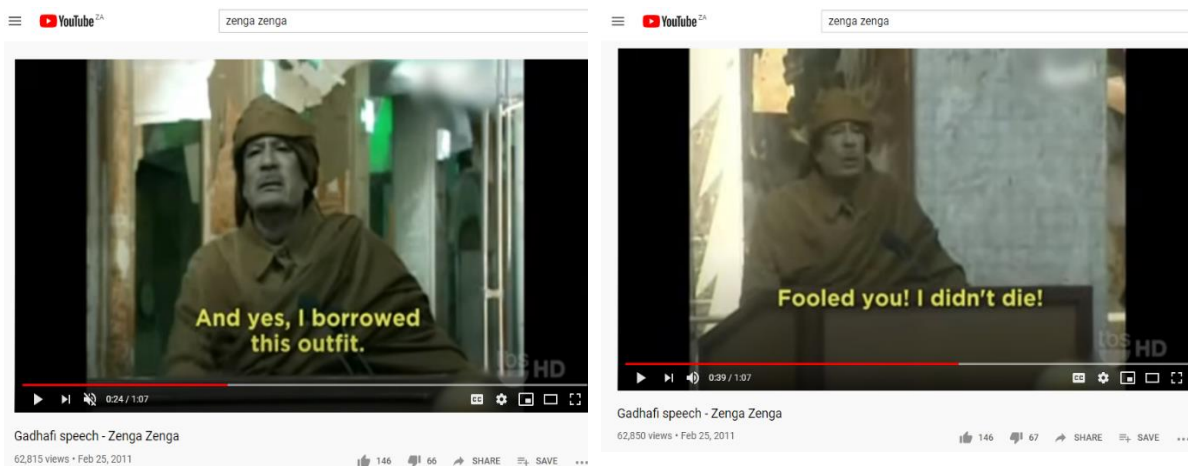 YouTube ZA
zenga zenga
And yes, I borrowed
this outfit.
tbs HD
0:24 / 1:07
CC
Gadhafi speech - Zenga Zenga
62,815 views • Feb 25, 2011
146 66 SHARE SAVE
YouTube ZA
zenga zenga
Fooled you! I didn't die!
tbs HD
0:39 / 1:07
CC
Gadhafi speech - Zenga Zenga
62,850 views • Feb 25, 2011
146 67 SHARE SAVE